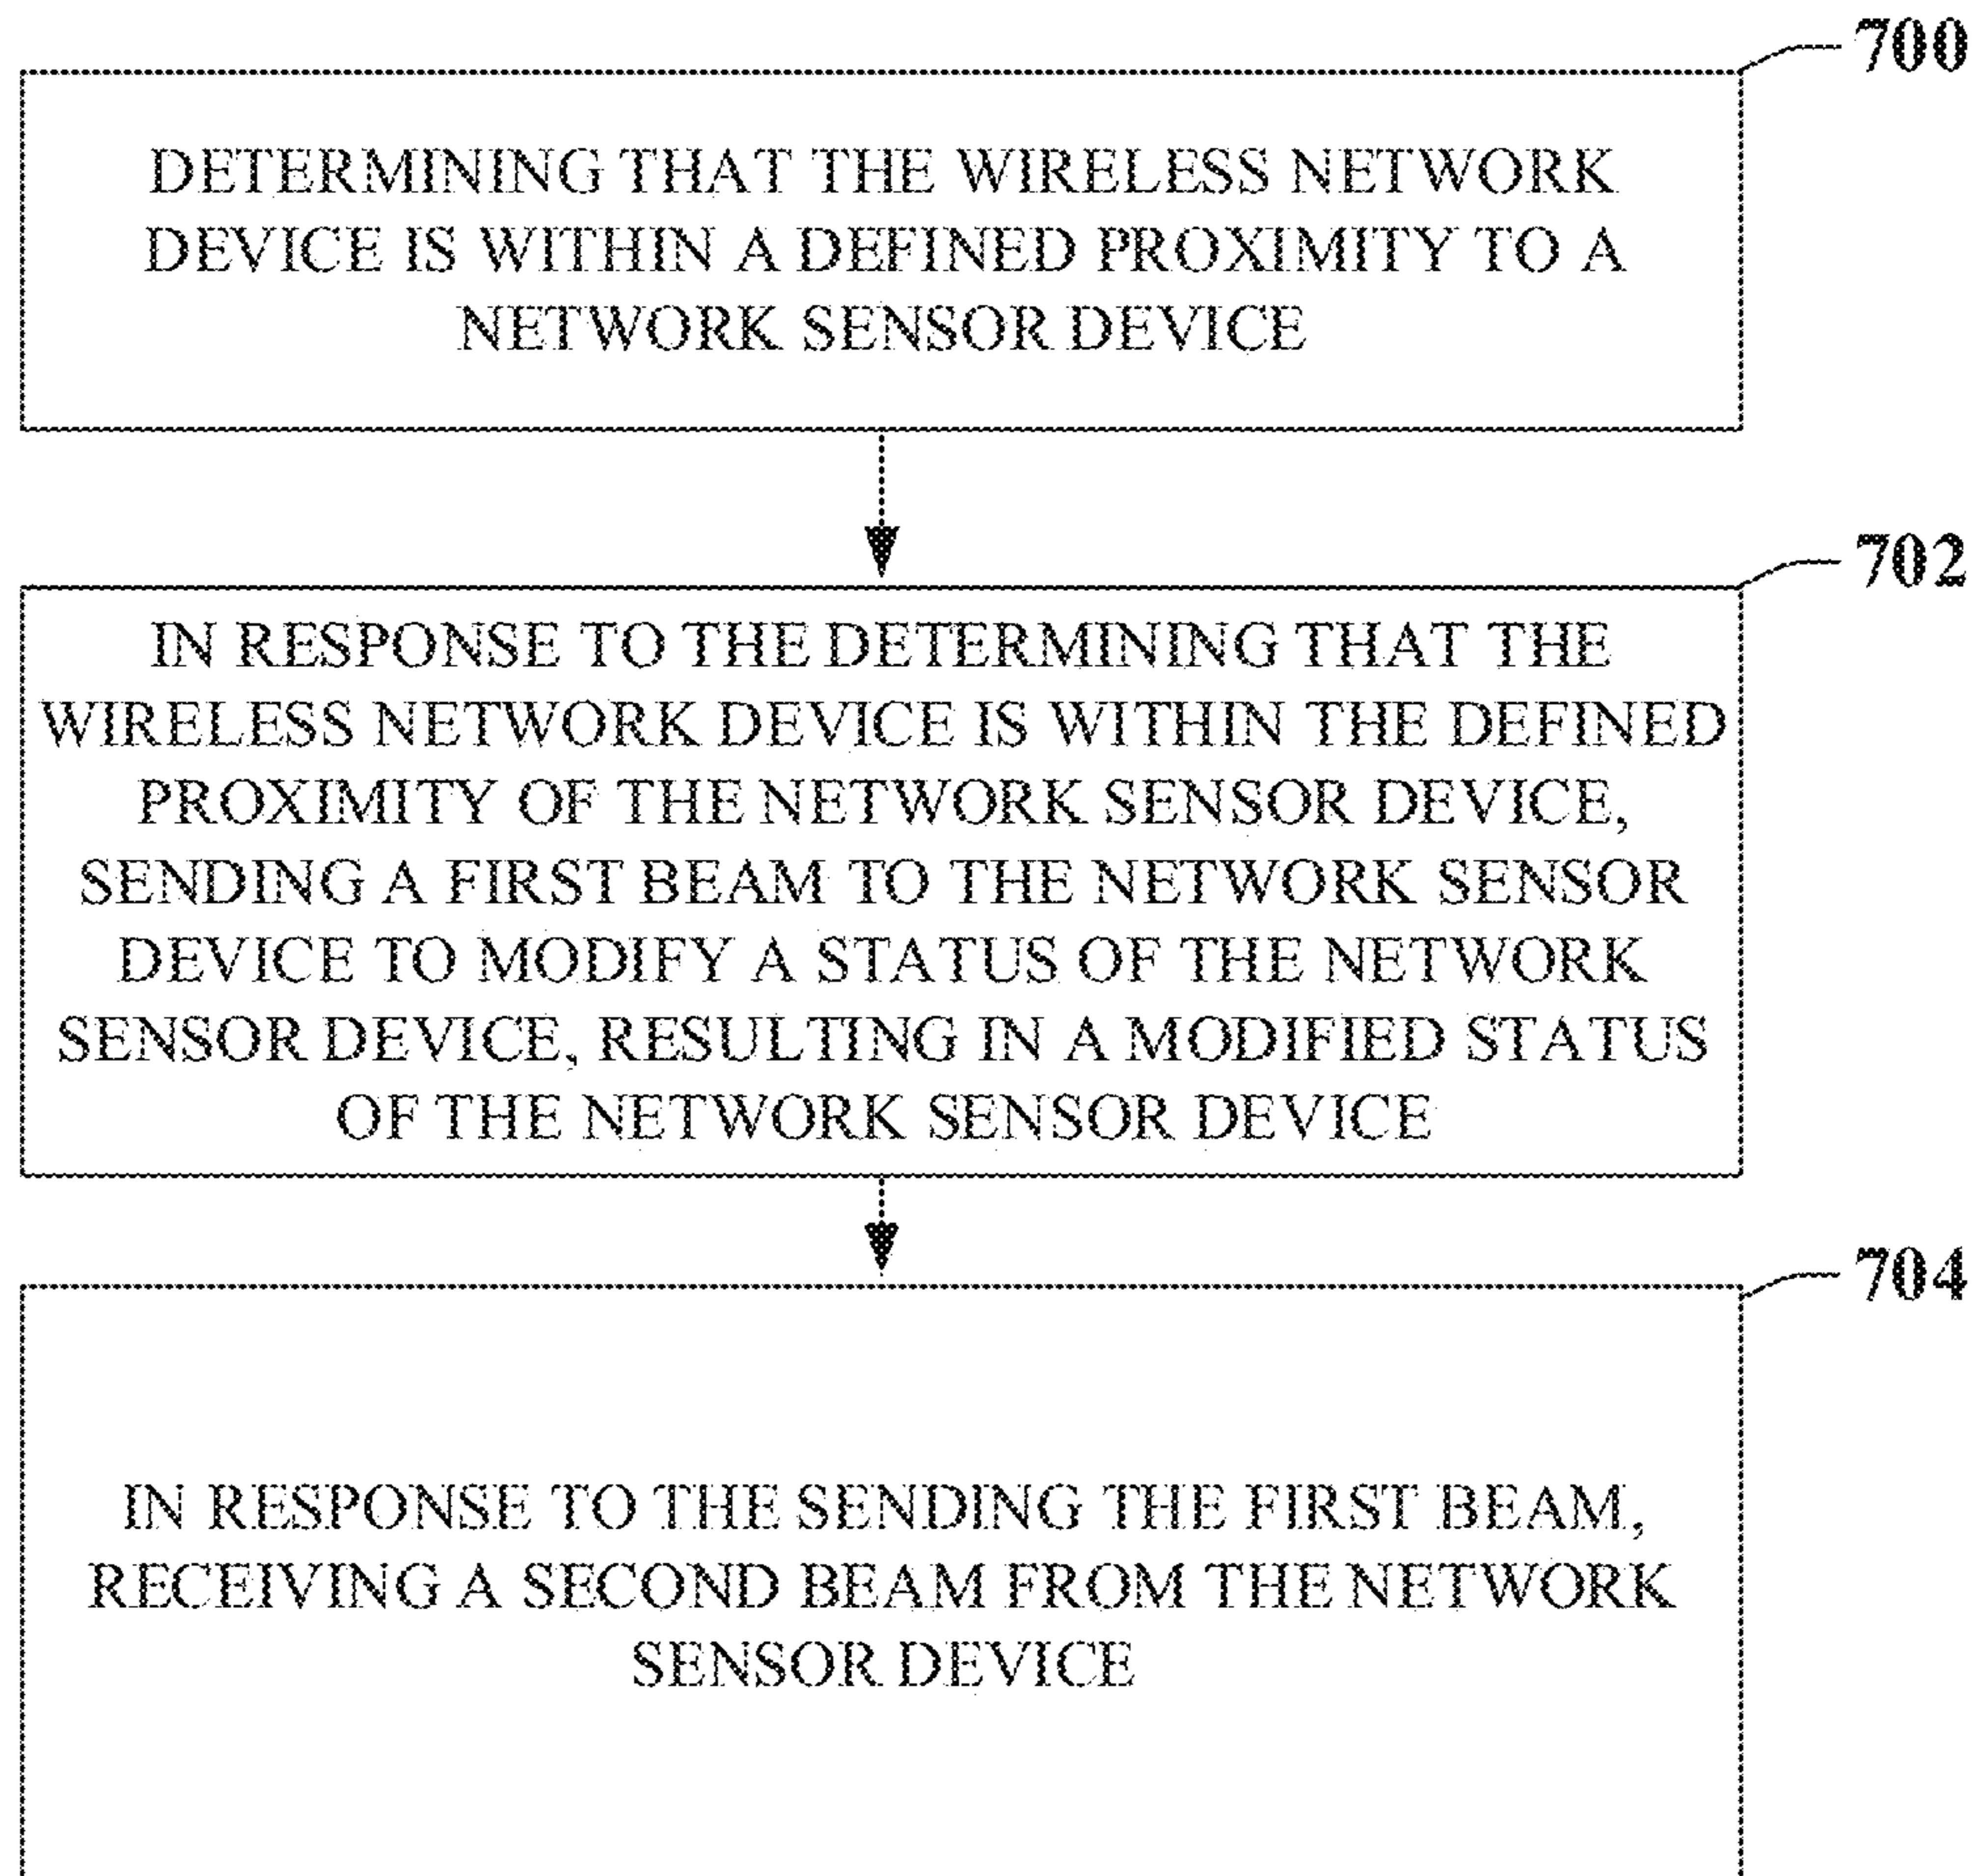 700
DETERMINING THAT THE WIRELESS NETWORK
DEVICE IS WITHIN A DEFINED PROXIMITY TO A
NETWORK SENSOR DEVICE
702
IN RESPONSE TO THE DETERMINING THAT THE
WIRELESS NETWORK DEVICE IS WITHIN THE DEFINED
PROXIMITY OF THE NETWORK SENSOR DEVICE,
SENDING A FIRST BEAM TO THE NETWORK SENSOR
DEVICE TO MODIFY A STATUS OF THE NETWORK
SENSOR DEVICE, RESULTING IN A MODIFIED STATUS
OF THE NETWORK SENSOR DEVICE
704
IN RESPONSE TO THE SENDING THE FIRST BEAM,
RECEIVING A SECOND BEAM FROM THE NETWORK
SENSOR DEVICE